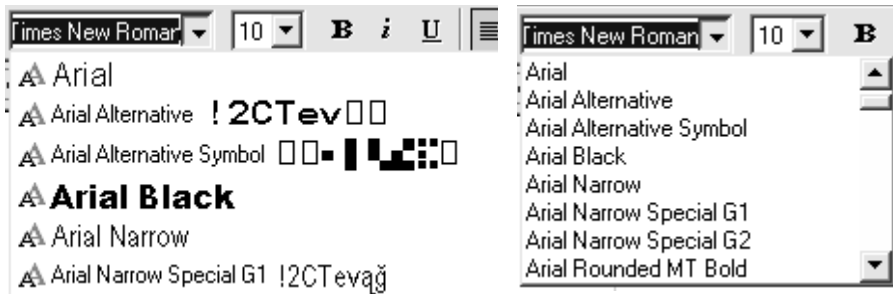 Times New Roman 10 B i U
Arial
Arial Alternative !2CTev
Arial Alternative Symbol
Arial Black
Arial Narrow
Arial Narrow Special G1 !2CTevąğ
Times New Roman 10 B
Arial
Arial Alternative
Arial Alternative Symbol
Arial Black
Arial Narrow
Arial Narrow Special G1
Arial Narrow Special G2
Arial Rounded MT Bold